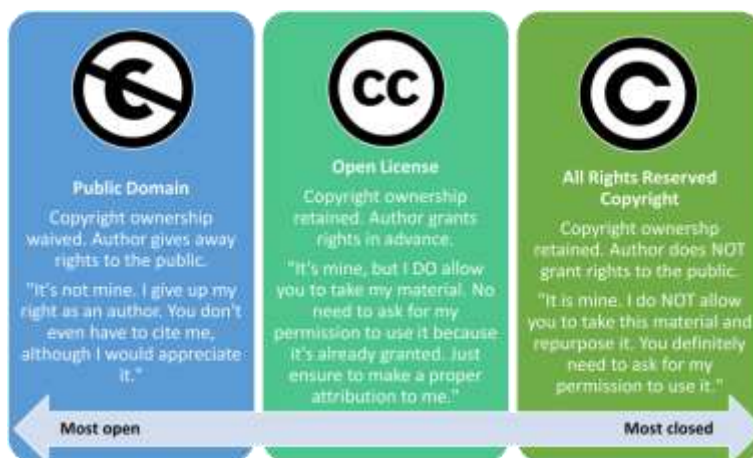 C
Public Domain
Copyright ownership
waived. Author gives away
rights to the public.
"It's not mine. I give up my
right as an author. You don't
even have to cite me,
although I would appreciate
it."
CC
Open License
Copyright ownership
retained. Author grants
rights in advance.
"It's mine, but I DO allow
you to take my material. No
need to ask for my
permission to use it because
it's already granted. Just
ensure to make a proper
attribution to me."
C
All Rights Reserved
Copyright
Copyright ownershp
retained. Author does NOT
grant rights to the public.
"It is mine. I do NOT allow
you to take this material and
repurpose it. You definitely
need to ask for my
permission to use it."
Most open
Most closed